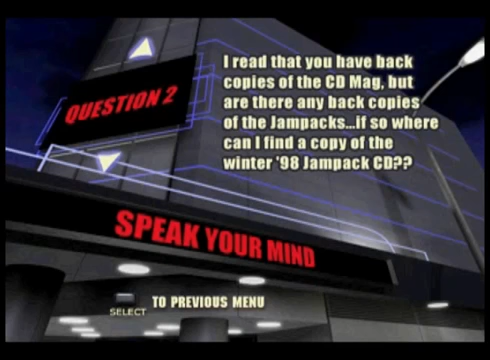 QUESTION 2
I read that you have back
copies of the CD Mag, but
are there any back copies
of the Jampacks...if so where
can I find a copy of the
winter '98 Jampack CD??
SPEAK YOUR MIND
SELECT
TO PREVIOUS MENU